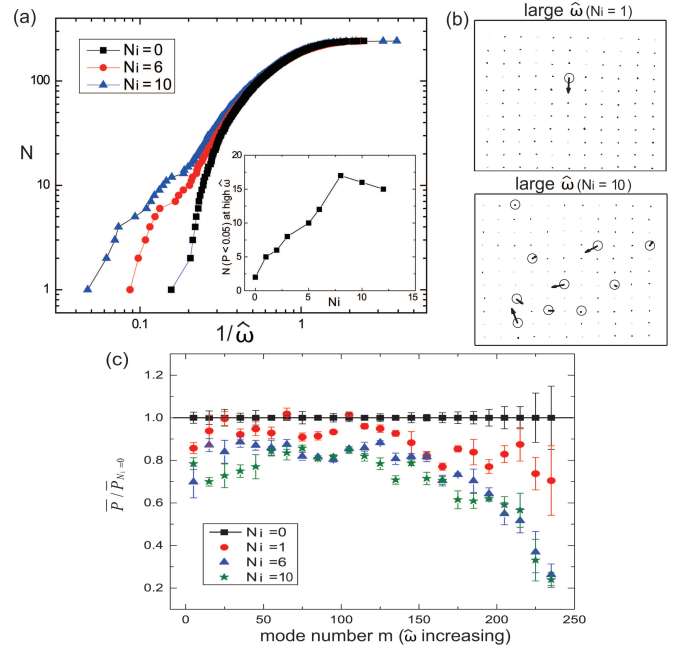 (a)
Ni=0
Ni=6
Ni=10
N
100
10
1
0.1
1
1/ω̂
N (P < 0.05) at high ω̂
20
15
10
5
0
0
5
10
15
Ni
(b)
large ω̂ (Ni = 1)
large ω̂ (Ni = 10)
(c)
P̅ / P̅_{N_i=0}
1.2
1.0
0.8
0.6
0.4
0.2
Ni=0
Ni=1
Ni=6
Ni=10
0
50
100
150
200
250
mode number m (ω̂ increasing)